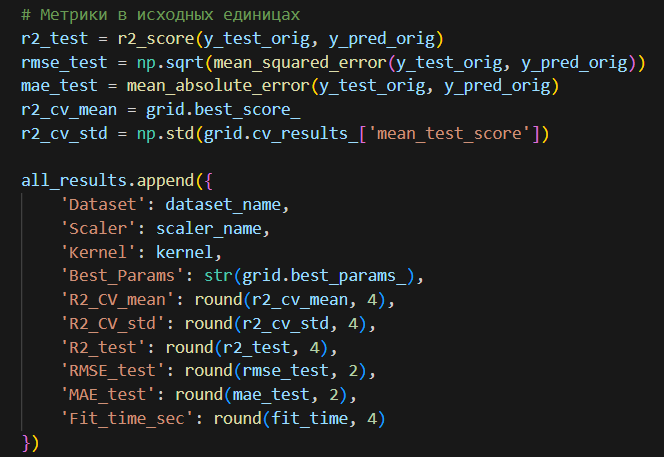 # Метрики в исходных единицах
r2_test = r2_score(y_test_orig, y_pred_orig)
rmse_test = np.sqrt(mean_squared_error(y_test_orig, y_pred_orig))
mae_test = mean_absolute_error(y_test_orig, y_pred_orig)
r2_cv_mean = grid.best_score_
r2_cv_std = np.std(grid.cv_results_['mean_test_score'])

all_results.append({
    'Dataset': dataset_name,
    'Scaler': scaler_name,
    'Kernel': kernel,
    'Best_Params': str(grid.best_params_),
    'R2_CV_mean': round(r2_cv_mean, 4),
    'R2_CV_std': round(r2_cv_std, 4),
    'R2_test': round(r2_test, 4),
    'RMSE_test': round(rmse_test, 2),
    'MAE_test': round(mae_test, 2),
    'Fit_time_sec': round(fit_time, 4)
})